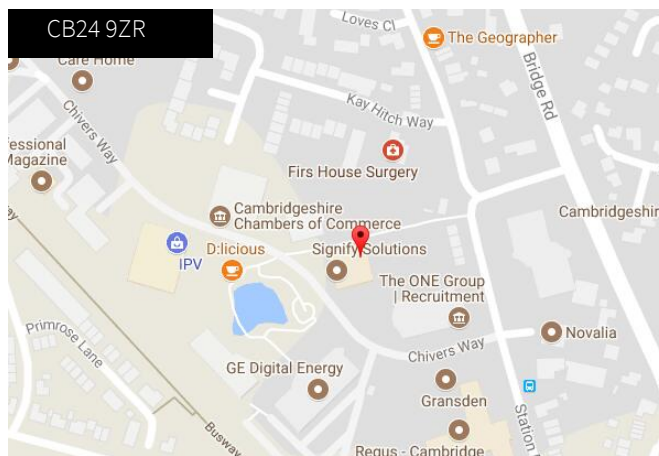 CB24 9ZR
Loves Cl
The Geographer
Bridge Rd
Care Home
Kay Hitch Way
Chivers Way
fessional
Magazine
Firs House Surgery
Cambridgeshire
Chambers of Commerce
Cambridgeshir
IPV
D:licious
Signify Solutions
The ONE Group
| Recruitment
Novalia
Primrose Lane
Chivers Way
GE Digital Energy
Gransden
Station
Busway
Regus - Cambridge